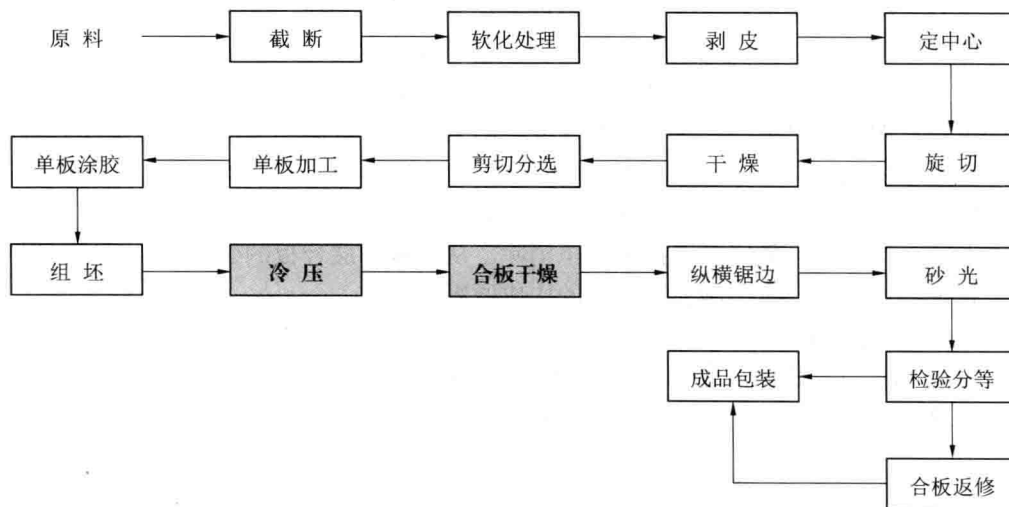 原料
截断
软化处理
剥皮
定中心
旋切
干燥
剪切分选
单板加工
单板涂胶
组坯
冷压
合板干燥
纵横锯边
砂光
检验分等
成品包装
合板返修